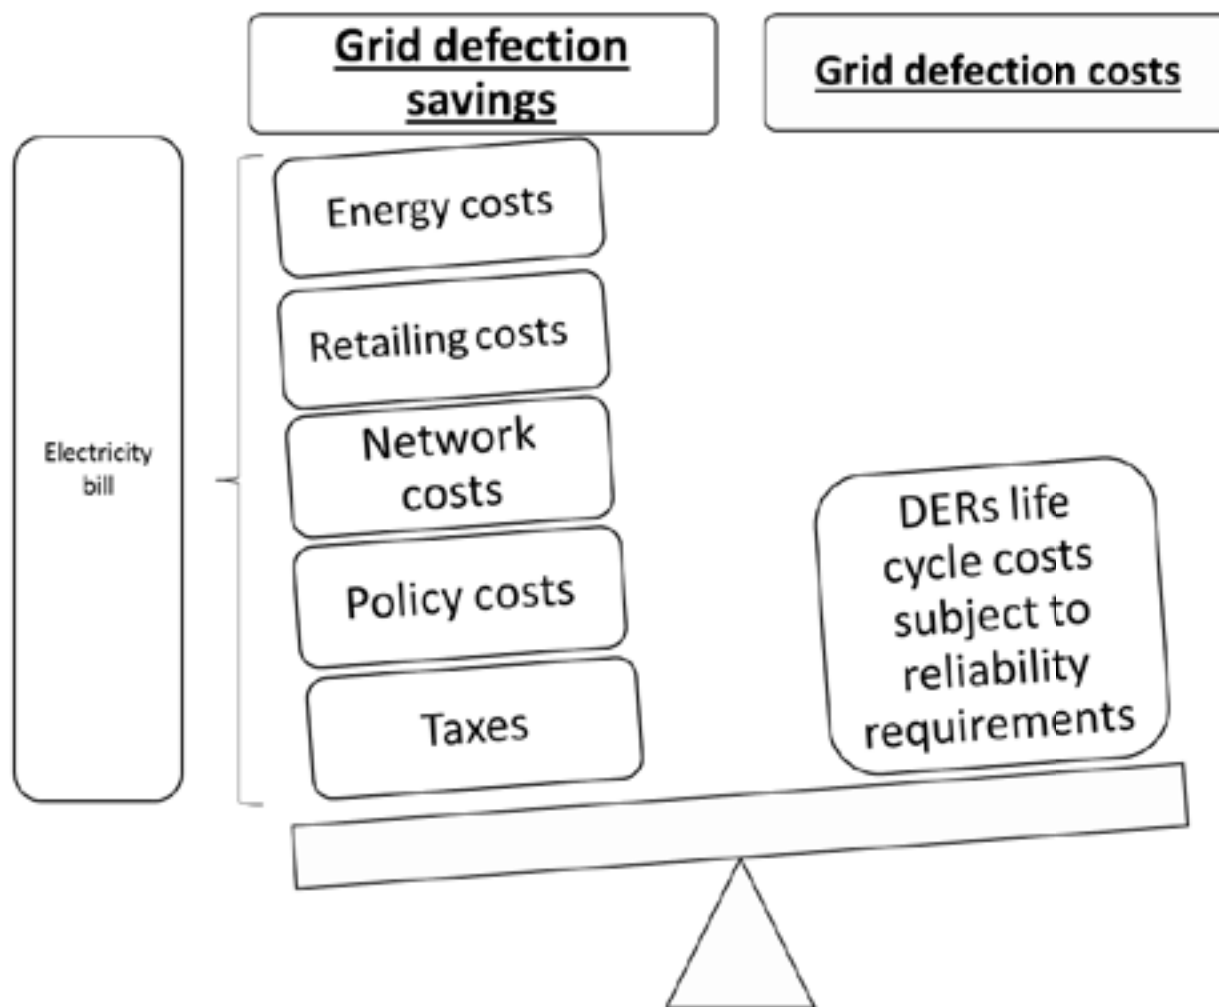 Grid defection
savings
Grid defection costs
Electricity
bill
Energy costs
Retailing costs
Network
costs
Policy costs
Taxes
DERs life
cycle costs
subject to
reliability
requirements